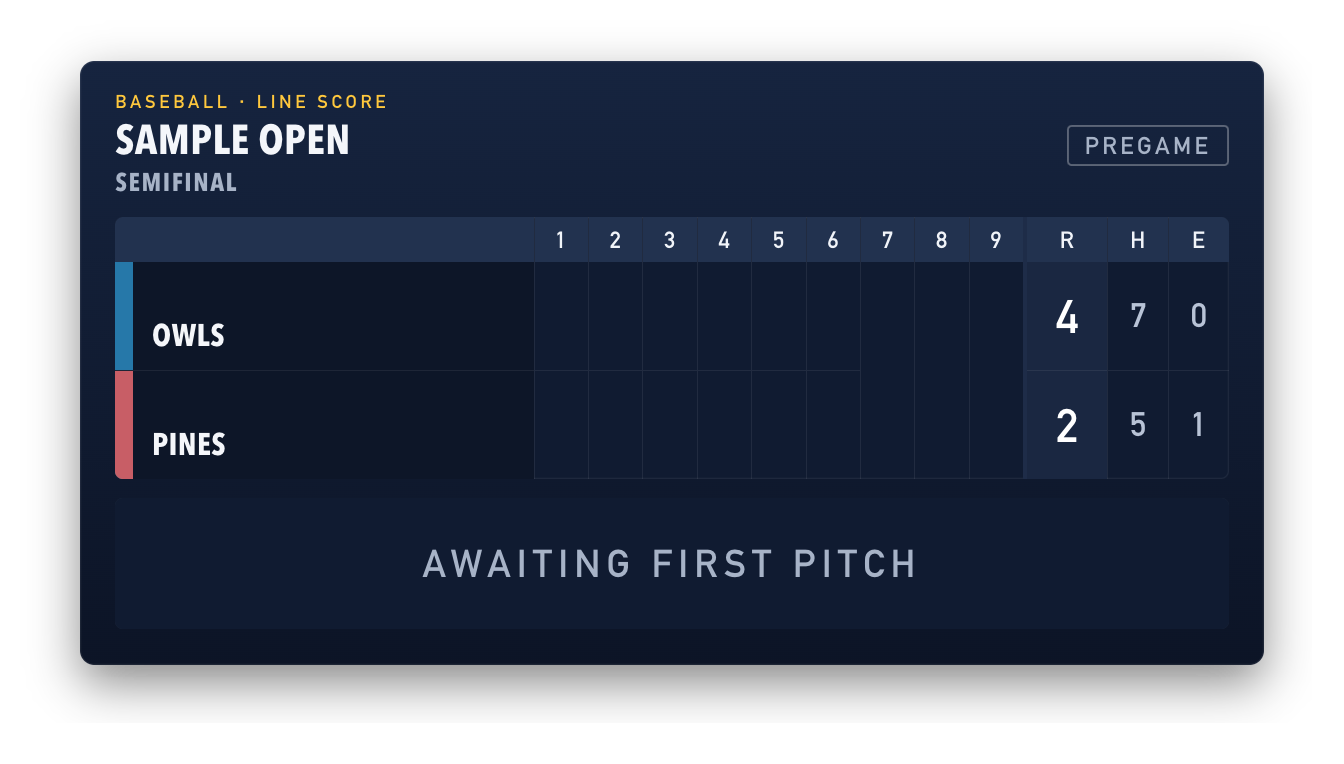 BASEBALL · LINE SCORE
SAMPLE OPEN
PREGAME
SEMIFINAL
1 2 3 4 5 6 7 8 9 R H E
OWLS 4 7 0
PINES 2 5 1
AWAITING FIRST PITCH